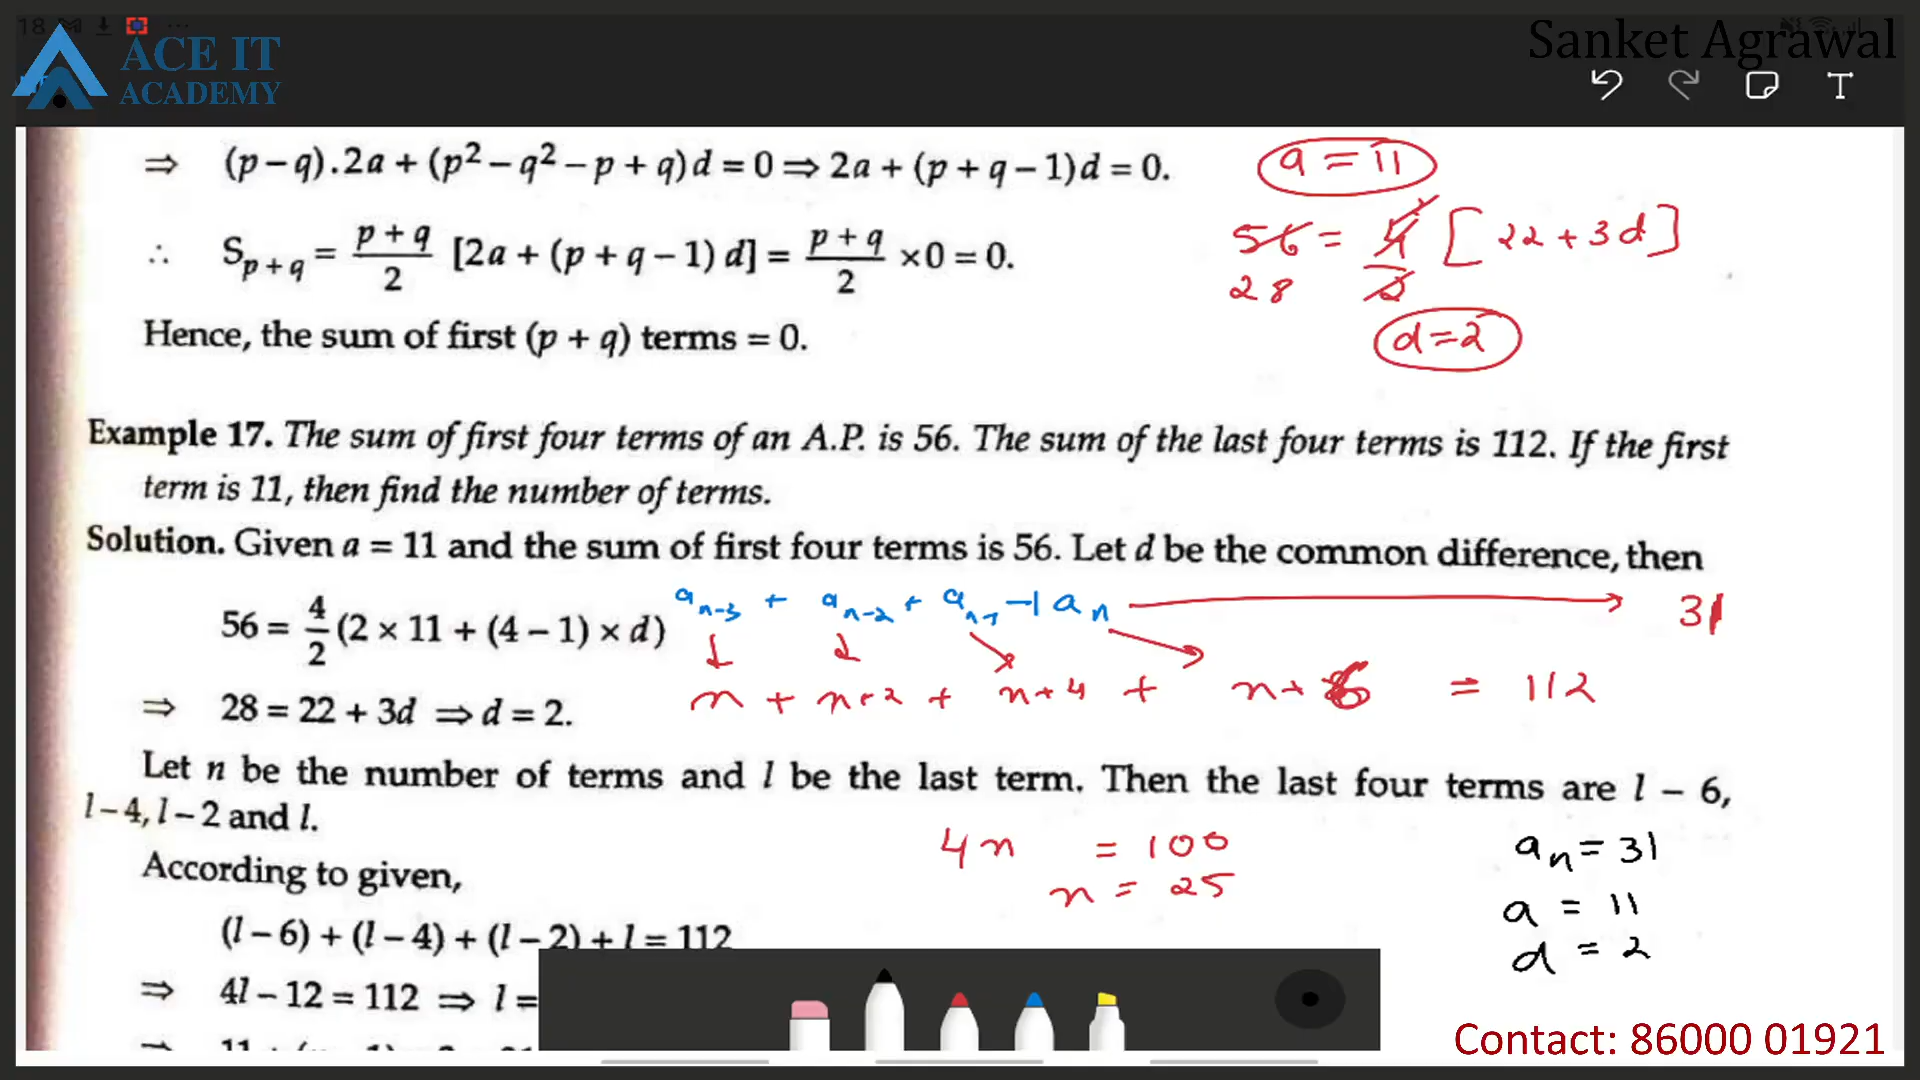 18
ACE IT
ACADEMY
Sanket Agrawal
T
⇒ (p – q).2a + (p² – q² – p + q)d = 0 ⇒ 2a + (p + q – 1)d = 0.
a = 11
∴ S_{p+q} = \frac{p+q}{2} [2a + (p + q – 1) d] = \frac{p+q}{2} × 0 = 0.
56 = \frac{4}{2} [22 + 3d]
28
d = 2
Hence, the sum of first (p + q) terms = 0.
Example 17. The sum of first four terms of an A.P. is 56. The sum of the last four terms is 112. If the first
term is 11, then find the number of terms.
Solution. Given a = 11 and the sum of first four terms is 56. Let d be the common difference, then
a_{n-3} + a_{n-2} + a_{n-1} + a_n → 31
56 = \frac{4}{2}(2 × 11 + (4 – 1) × d)
n + n+2 + n+4 + n+6 = 112
⇒ 28 = 22 + 3d ⇒ d = 2.
Let n be the number of terms and l be the last term. Then the last four terms are l – 6,
l – 4, l – 2 and l.
4n = 100
n = 25
a_n = 31
a = 11
d = 2
According to given,
(l – 6) + (l – 4) + (l – 2) + l = 112
⇒ 4l – 12 = 112 ⇒ l =
Contact: 86000 01921